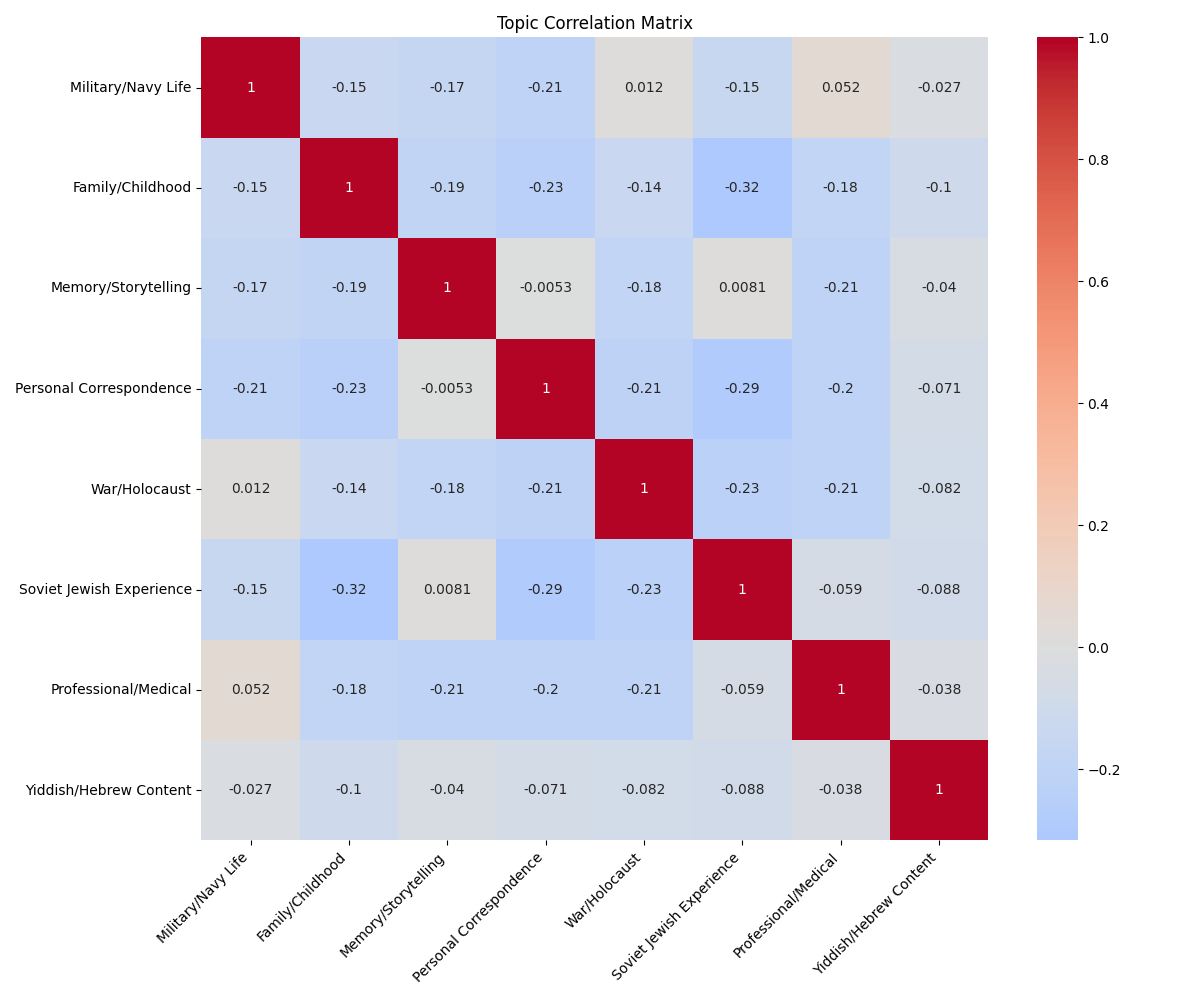 Topic Correlation Matrix
Military/Navy Life 1 -0.15 -0.17 -0.21 0.012 -0.15 0.052 -0.027
Family/Childhood -0.15 1 -0.19 -0.23 -0.14 -0.32 -0.18 -0.1
Memory/Storytelling -0.17 -0.19 1 -0.0053 -0.18 0.0081 -0.21 -0.04
Personal Correspondence -0.21 -0.23 -0.0053 1 -0.21 -0.29 -0.2 -0.071
War/Holocaust 0.012 -0.14 -0.18 -0.21 1 -0.23 -0.21 -0.082
Soviet Jewish Experience -0.15 -0.32 0.0081 -0.29 -0.23 1 -0.059 -0.088
Professional/Medical 0.052 -0.18 -0.21 -0.2 -0.21 -0.059 1 -0.038
Yiddish/Hebrew Content -0.027 -0.1 -0.04 -0.071 -0.082 -0.088 -0.038 1
Military/Navy Life
Family/Childhood
Memory/Storytelling
Personal Correspondence
War/Holocaust
Soviet Jewish Experience
Professional/Medical
Yiddish/Hebrew Content
1.0
0.8
0.6
0.4
0.2
0.0
−0.2